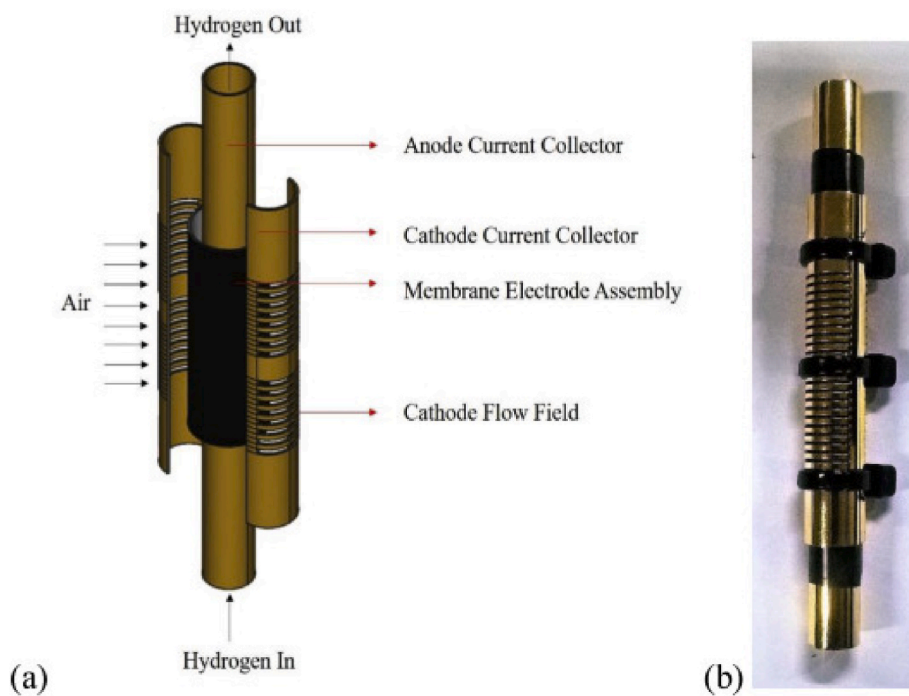 Hydrogen Out
Anode Current Collector
Cathode Current Collector
Membrane Electrode Assembly
Air
Cathode Flow Field
Hydrogen In
(a)
(b)